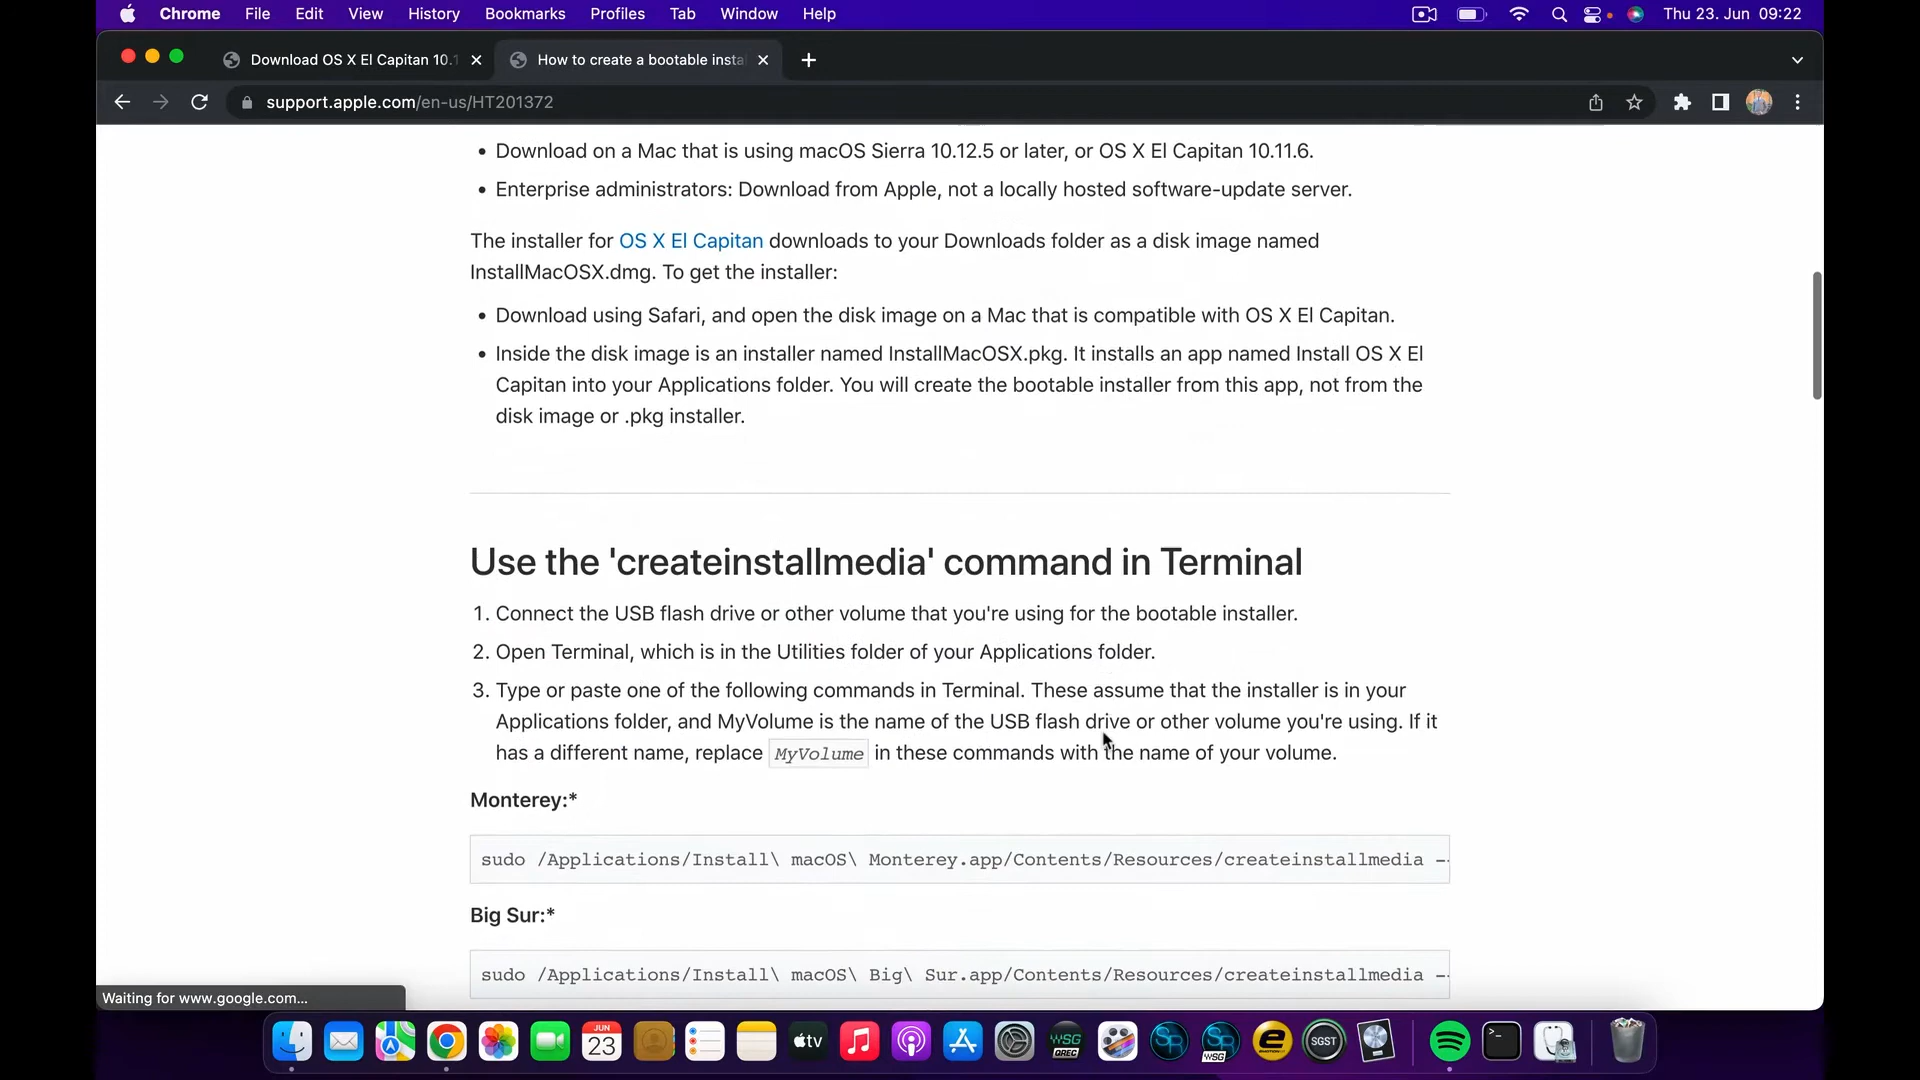 Chrome File Edit View History Bookmarks Profiles Tab Window Help Thu 23. Jun 09:22
Download OS X El Capitan 10.1
How to create a bootable insta
support.apple.com/en-us/HT201372
• Download on a Mac that is using macOS Sierra 10.12.5 or later, or OS X El Capitan 10.11.6.
• Enterprise administrators: Download from Apple, not a locally hosted software-update server.
The installer for OS X El Capitan downloads to your Downloads folder as a disk image named
InstallMacOSX.dmg. To get the installer:
• Download using Safari, and open the disk image on a Mac that is compatible with OS X El Capitan.
• Inside the disk image is an installer named InstallMacOSX.pkg. It installs an app named Install OS X El
Capitan into your Applications folder. You will create the bootable installer from this app, not from the
disk image or .pkg installer.
Use the 'createinstallmedia' command in Terminal
1. Connect the USB flash drive or other volume that you're using for the bootable installer.
2. Open Terminal, which is in the Utilities folder of your Applications folder.
3. Type or paste one of the following commands in Terminal. These assume that the installer is in your
Applications folder, and MyVolume is the name of the USB flash drive or other volume you're using. If it
has a different name, replace MyVolume in these commands with the name of your volume.
Monterey:*
sudo /Applications/Install\ macOS\ Monterey.app/Contents/Resources/createinstallmedia --
Big Sur:*
sudo /Applications/Install\ macOS\ Big\ Sur.app/Contents/Resources/createinstallmedia --
Waiting for www.google.com...
JUN
23
tv
WSG
QREC
SR
SR
WSG
e
SGST
>_